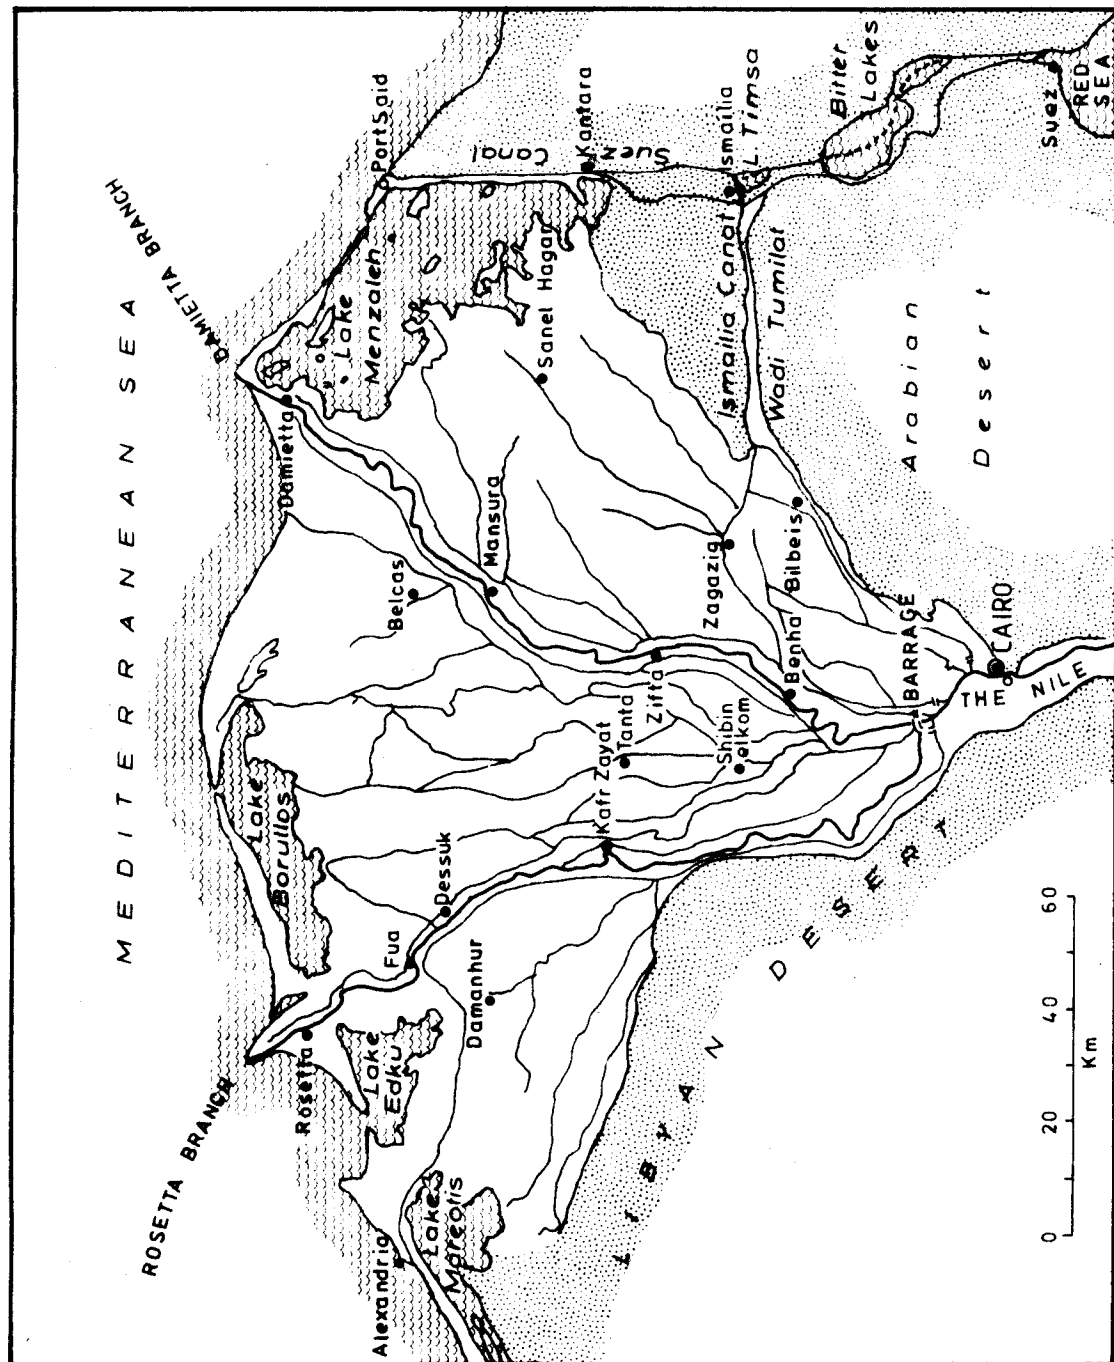 MEDITERRANEAN SEA
ROSETTA BRANCH
DAMIETTA BRANCH
Alexandria
Lake
Mareotis
Rosetta
Lake
Edku
Fua
Dessuk
Damanhur
Lake
Borullos
Belcas
Damietta
Lake
Menzaleh
Port Said
Mansura
Sanel Hagar
Kantara
Suez
Canal
Kafr Zayat
Tanta
Zifta
Shibin
elkom
Zagazig
Benha
Bilbeis
Ismailia Canal
Wadi Tumilat
Ismailia
L. Timsa
Bitter
Lakes
Suez
RED
SEA
Arabian
Desert
BARRAGE
CAIRO
THE NILE
LIBYAN DESERT
0 20 40 60
Km